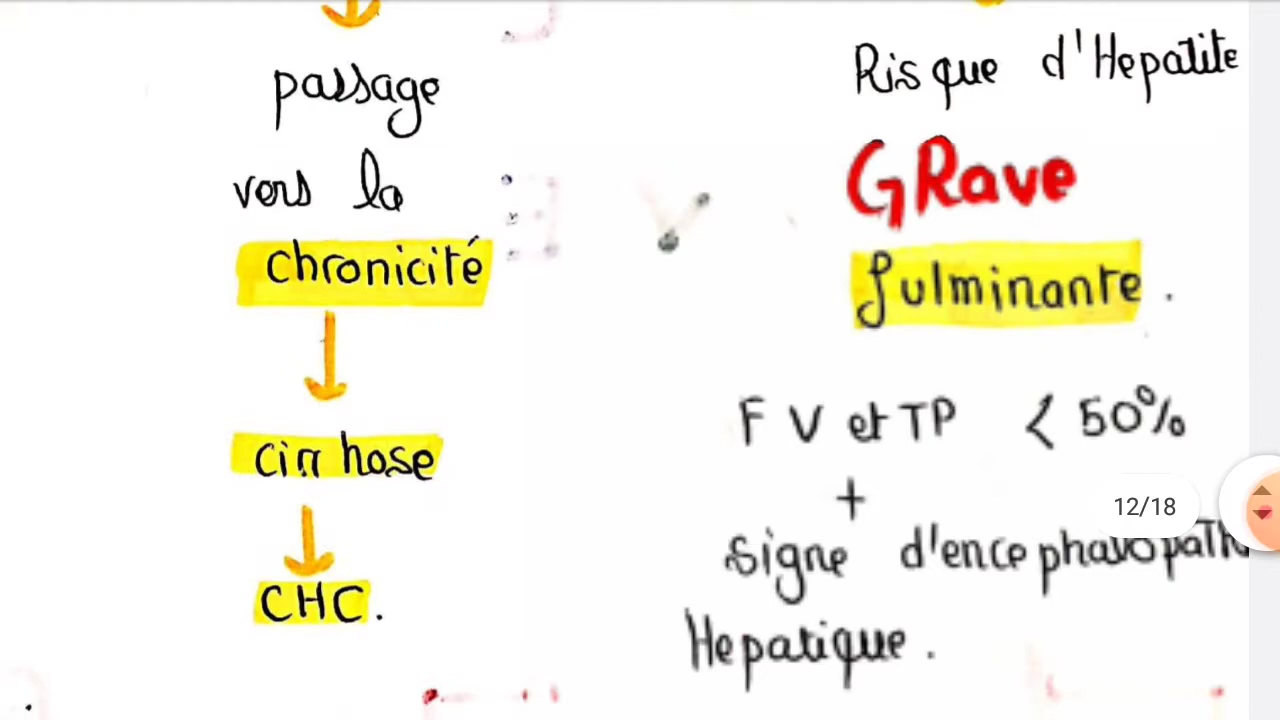 passage
vers la
chronicité
cirrhose
CHC.
Risque d'Hepatite
GRave
fulminante.
FV et TP < 50%
+
signe d'encephalopath
Hepatique.
12/18